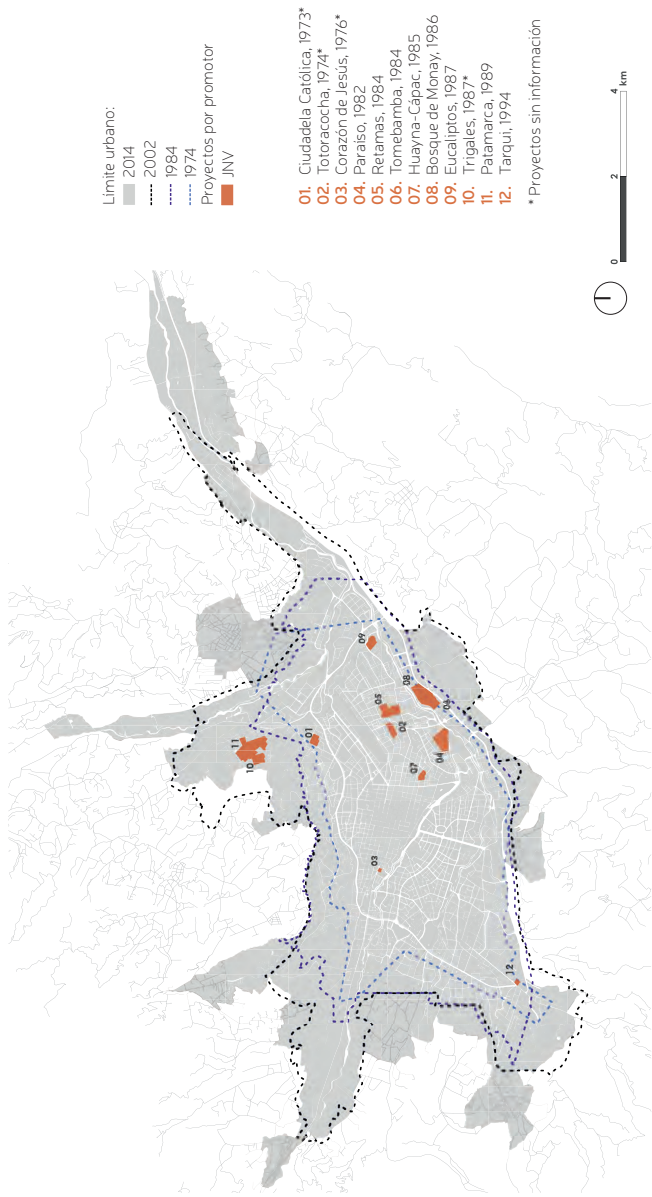 Límite urbano:
2014
2002
1984
1974
Proyectos por promotor
JNV
01. Ciudadela Católica, 1973*
02. Totoracocha, 1974*
03. Corazón de Jesús, 1976*
04. Paraíso, 1982
05. Retamas, 1984
06. Tomebamba, 1984
07. Huayna-Cápac, 1985
08. Bosque de Monay, 1986
09. Eucaliptos, 1987
10. Trigales, 1987*
11. Patamarca, 1989
12. Tarqui, 1994
* Proyectos sin información
0 2 4
km
11
10
01
09
05
08
02
06
04
07
03
12